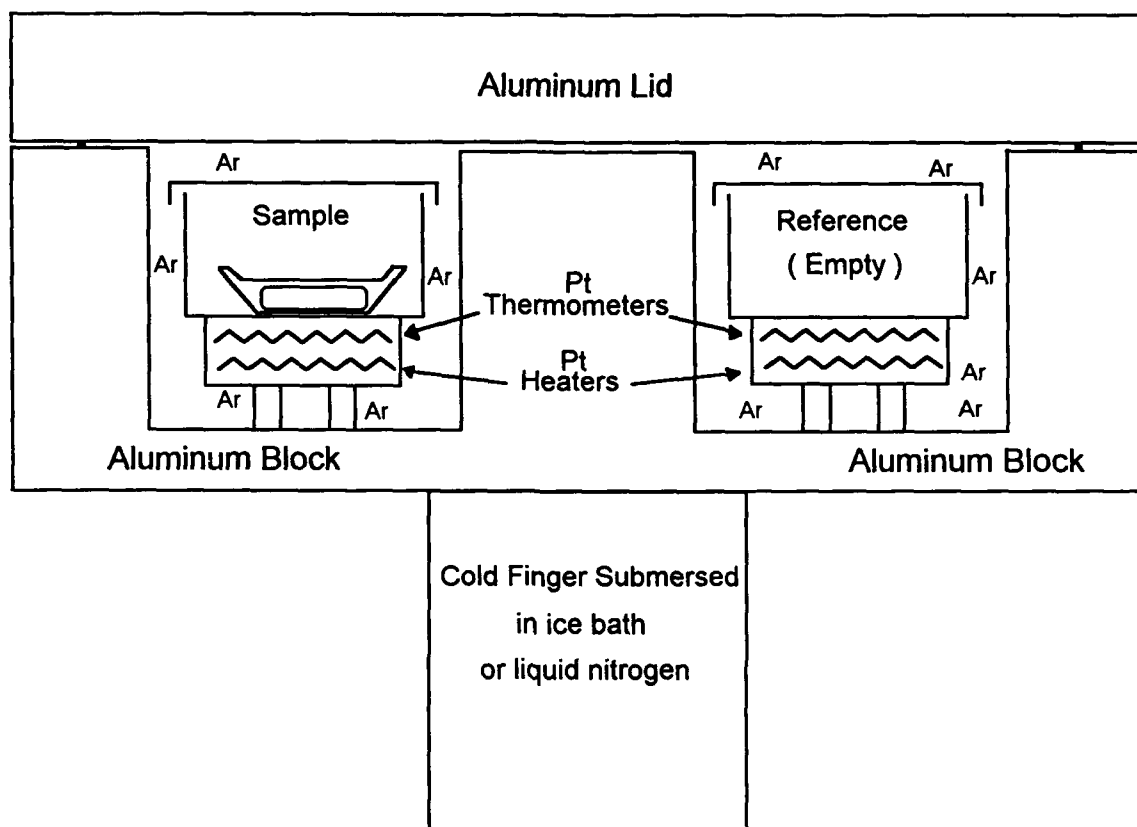 Aluminum Lid
Ar
Ar
Ar
Sample
Reference
( Empty )
Ar
Ar
Ar
Pt
Thermometers
Pt
Heaters
Ar
Ar
Ar
Ar
Ar
Aluminum Block
Aluminum Block
Cold Finger Submersed
in ice bath
or liquid nitrogen